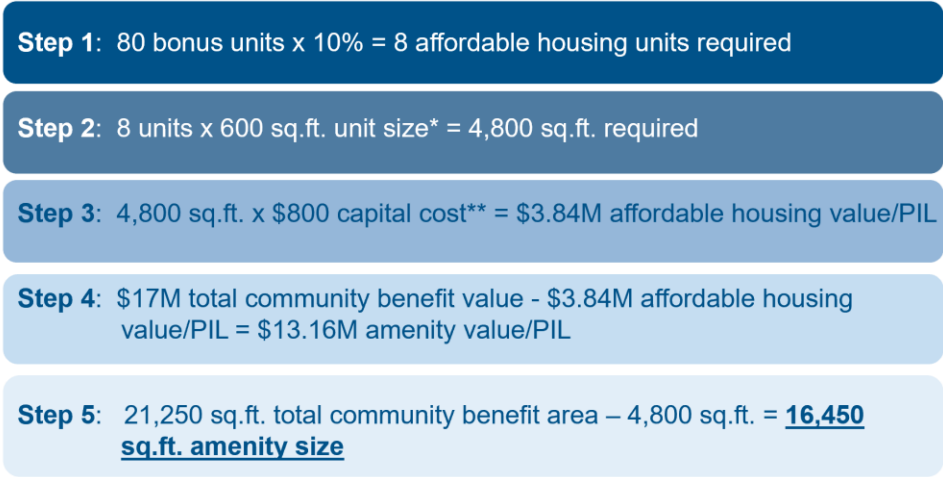 Step 1: 80 bonus units x 10% = 8 affordable housing units required
Step 2: 8 units x 600 sq.ft. unit size* = 4,800 sq.ft. required
Step 3: 4,800 sq.ft. x $800 capital cost** = $3.84M affordable housing value/PIL
Step 4: $17M total community benefit value - $3.84M affordable housing
value/PIL = $13.16M amenity value/PIL
Step 5: 21,250 sq.ft. total community benefit area – 4,800 sq.ft. = 16,450
sq.ft. amenity size